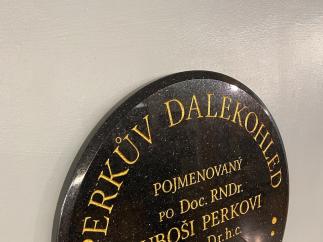 PERKŮV DALEKOHLED
POJMENOVANÝ
PO DOC. RNDr.
UBOŠI PERKOVI
Dr.h.c.